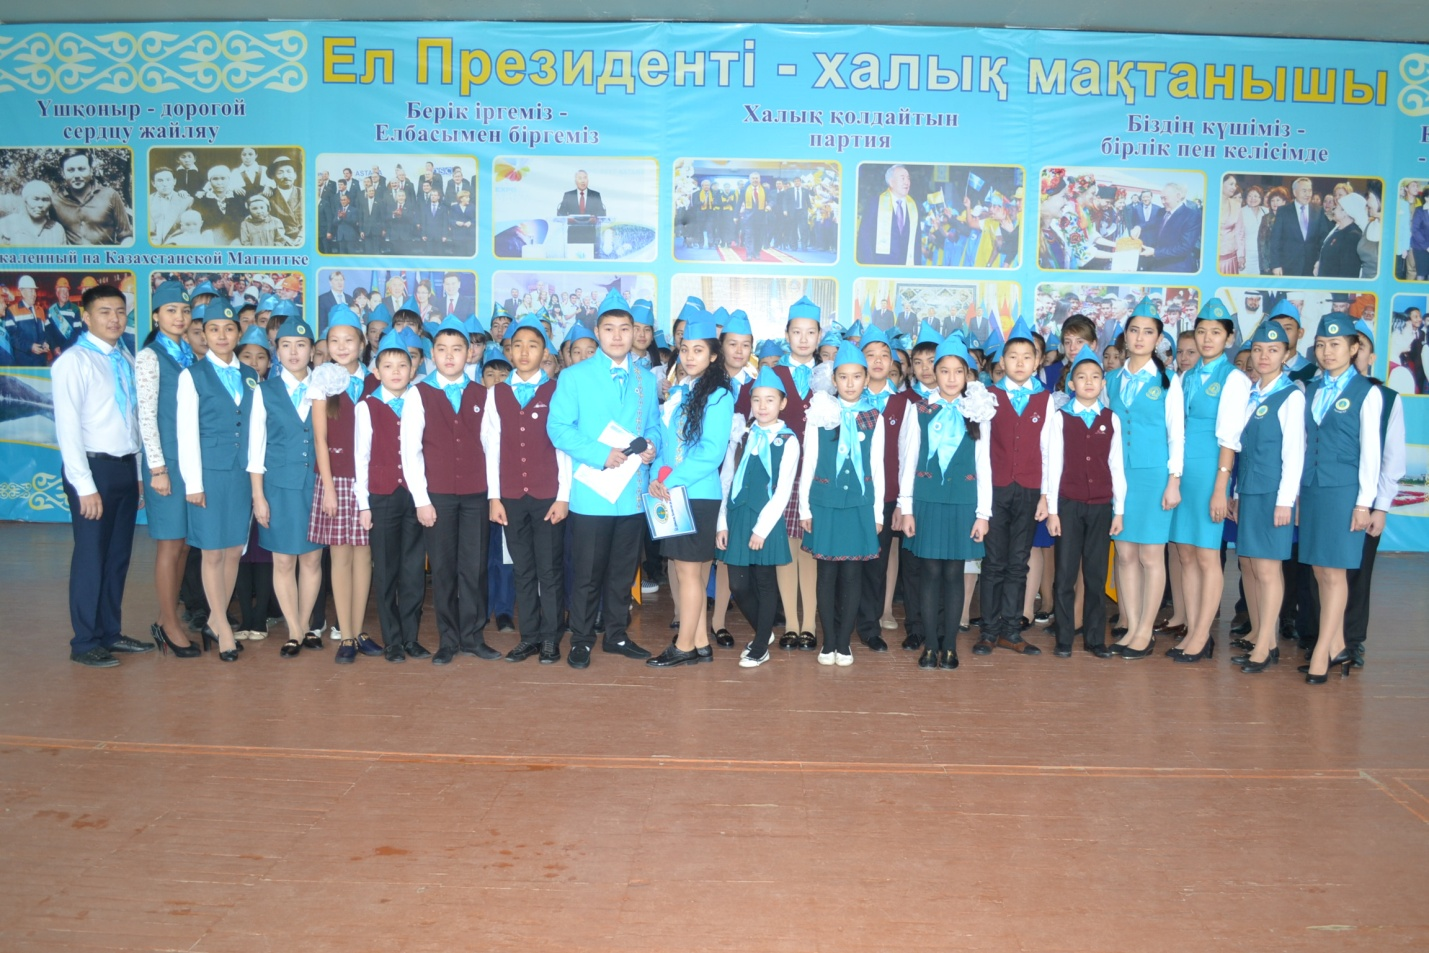 Ел Президенті - халық мақтанышы
Үшқоңыр - дорогой
сердцу жайляу
Берік іргеміз -
Елбасымен біргеміз
Халық қолдайтын
партия
Біздің күшіміз -
бірлік пен келісімде
каленный на Казахстанской Магнитке